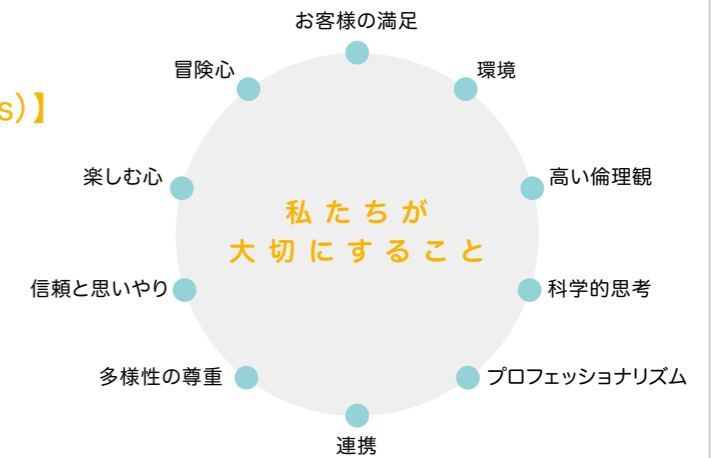 お客様の満足
冒険心
環境
s)】
楽しむ心
高い倫理観
私たちが
大切にすること
信頼と思いやり
科学的思考
多様性の尊重
プロフェッショナリズム
連携